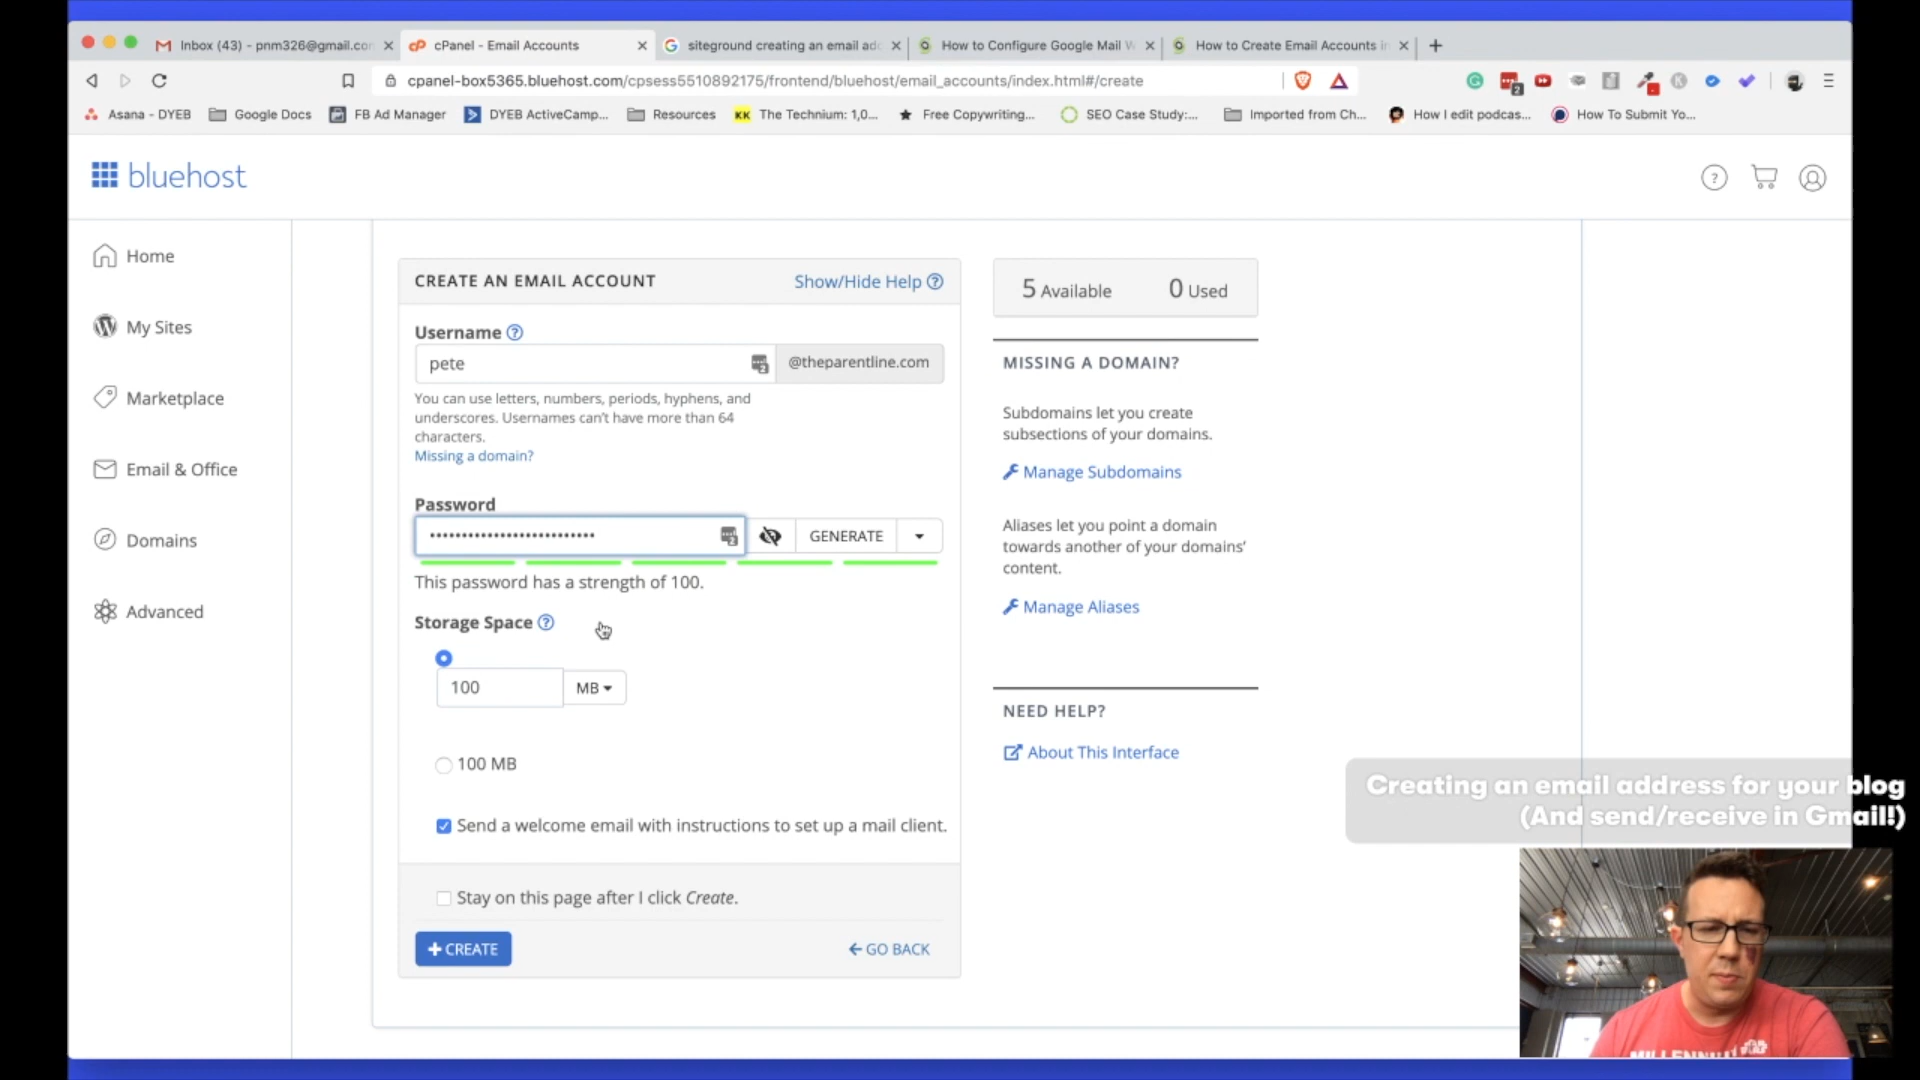 Inbox (43) - pnm326@gmail.con
cPanel - Email Accounts
siteground creating an email add
How to Configure Google Mail W
How to Create Email Accounts in
cpanel-box5365.bluehost.com/cpsess5510892175/frontend/bluehost/email_accounts/index.html#/create
Asana - DYEB
Google Docs
FB Ad Manager
DYEB ActiveCamp...
Resources
KK The Technium: 1,0...
Free Copywriting...
SEO Case Study:...
Imported from Ch...
How I edit podcas...
How To Submit Yo...
bluehost
Home
My Sites
Marketplace
Email & Office
Domains
Advanced
CREATE AN EMAIL ACCOUNT
Show/Hide Help
Username
pete
@theparentline.com
You can use letters, numbers, periods, hyphens, and
underscores. Usernames can't have more than 64
characters.
Missing a domain?
Password
GENERATE
This password has a strength of 100.
Storage Space
100
MB
100 MB
Send a welcome email with instructions to set up a mail client.
Stay on this page after I click Create.
+ CREATE
← GO BACK
5 Available
0 Used
MISSING A DOMAIN?
Subdomains let you create
subsections of your domains.
Manage Subdomains
Aliases let you point a domain
towards another of your domains'
content.
Manage Aliases
NEED HELP?
About This Interface
Creating an email address for your blog
(And send/receive in Gmail!)